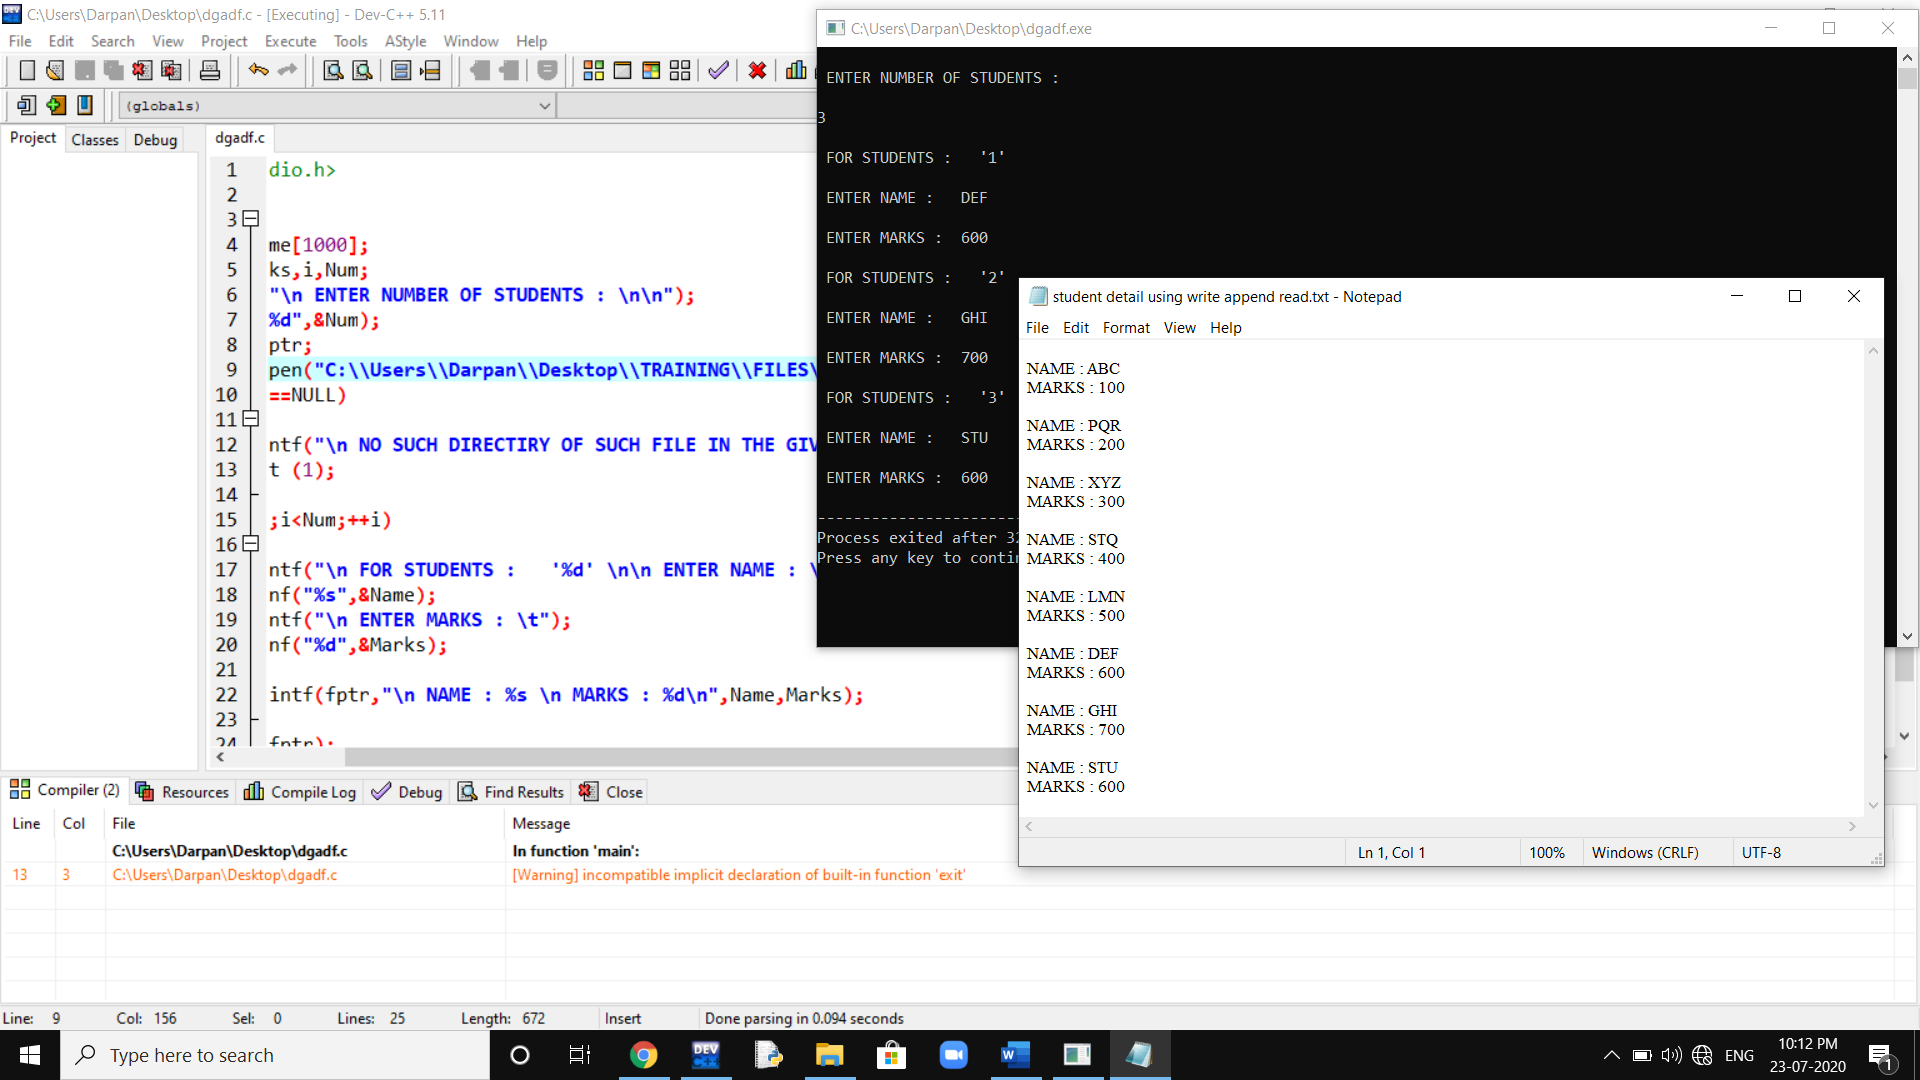 C:\Users\Darpan\Desktop\dgadf.c - [Executing] - Dev-C++ 5.11
File Edit Search View Project Execute Tools AStyle Window Help
(globals)
Project Classes Debug
dgadf.c
1 dio.h>
2
3
4 me[1000];
5 ks,i,Num;
6 "\n ENTER NUMBER OF STUDENTS : \n\n");
7 %d",&Num);
8 ptr;
9 pen("C:\\Users\\Darpan\\Desktop\\TRAINING\\FILES\
10 ==NULL)
11
12 ntf("\n NO SUCH DIRECTIRY OF SUCH FILE IN THE GIV
13 t (1);
14
15 ;i<Num;++i)
16
17 ntf("\n FOR STUDENTS :   '%d' \n\n ENTER NAME : \
18 nf("%s",&Name);
19 ntf("\n ENTER MARKS : \t");
20 nf("%d",&Marks);
21
22 intf(fptr,"\n NAME : %s \n MARKS : %d\n",Name,Marks);
23
24 fptr);
C:\Users\Darpan\Desktop\dgadf.exe
ENTER NUMBER OF STUDENTS :
3
FOR STUDENTS :   '1'
ENTER NAME :   DEF
ENTER MARKS :  600
FOR STUDENTS :   '2'
ENTER NAME :   GHI
ENTER MARKS :  700
FOR STUDENTS :   '3'
ENTER NAME :   STU
ENTER MARKS :  600
-----------------------
Process exited after 32
Press any key to contin
student detail using write append read.txt - Notepad
File Edit Format View Help
NAME : ABC
MARKS : 100
NAME : PQR
MARKS : 200
NAME : XYZ
MARKS : 300
NAME : STQ
MARKS : 400
NAME : LMN
MARKS : 500
NAME : DEF
MARKS : 600
NAME : GHI
MARKS : 700
NAME : STU
MARKS : 600
Ln 1, Col 1 100% Windows (CRLF) UTF-8
Compiler (2) Resources Compile Log Debug Find Results Close
Line Col File Message
C:\Users\Darpan\Desktop\dgadf.c In function 'main':
13 3 C:\Users\Darpan\Desktop\dgadf.c [Warning] incompatible implicit declaration of built-in function 'exit'
Line: 9 Col: 156 Sel: 0 Lines: 25 Length: 672 Insert Done parsing in 0.094 seconds
Type here to search
DEV
ENG
10:12 PM
23-07-2020
1